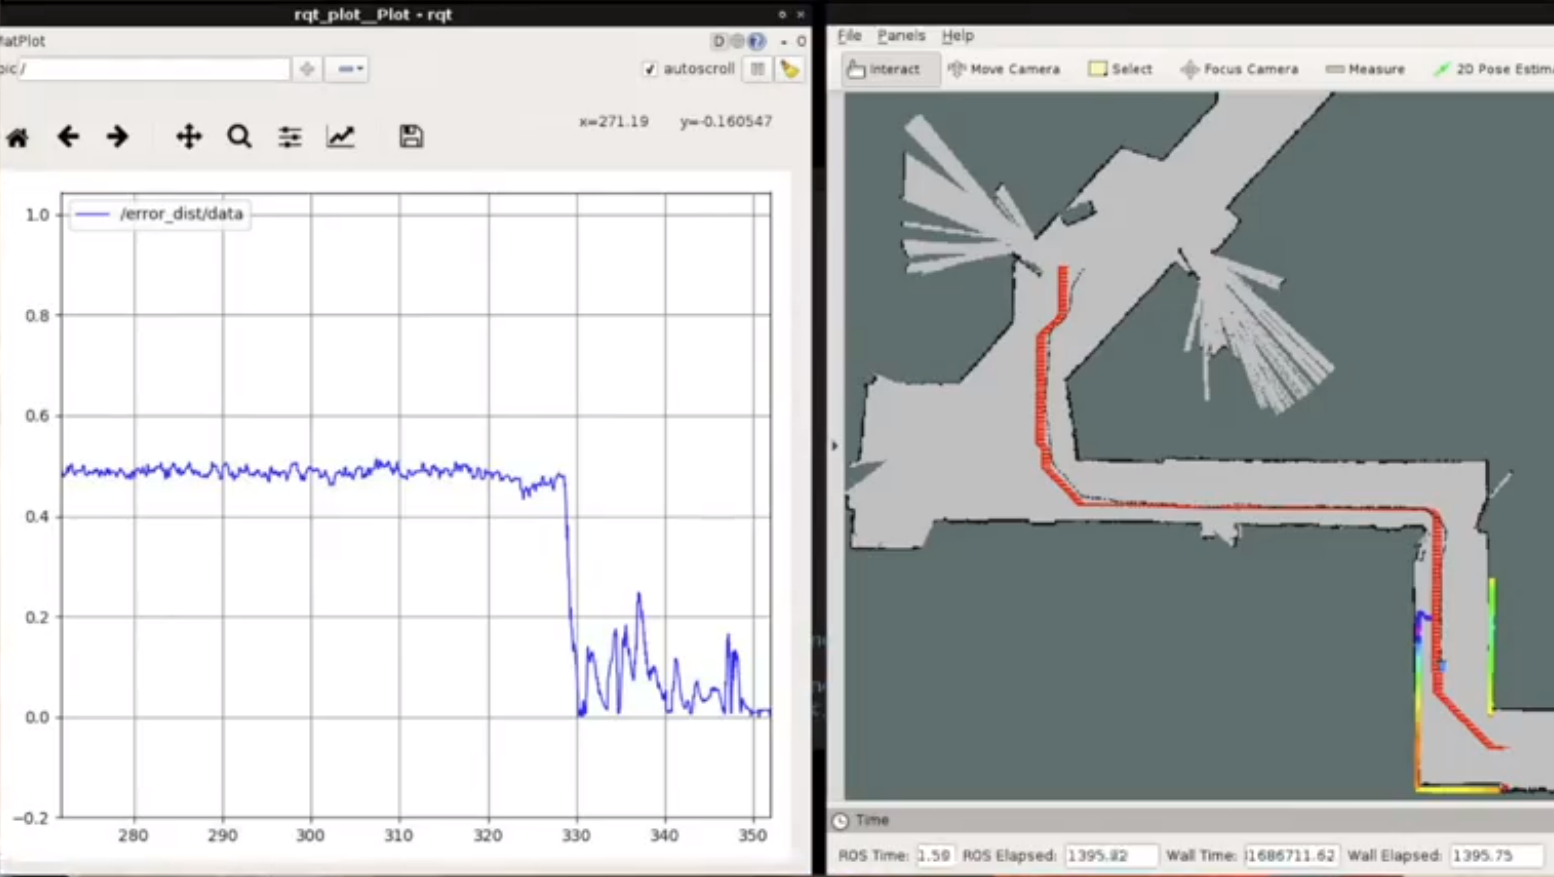 rqt_plot__Plot - rqt
MatPlot
D
- O
pic /
autoscroll
x=271.19 y=-0.160547
/error_dist/data
1.0
0.8
0.6
0.4
0.2
0.0
-0.2
280 290 300 310 320 330 340 350
File Panels Help
Interact Move Camera Select Focus Camera Measure 2D Pose Estima
Time
ROS Time: 1.59 ROS Elapsed: 1395.82 Wall Time: 1686711.62 Wall Elapsed: 1395.75